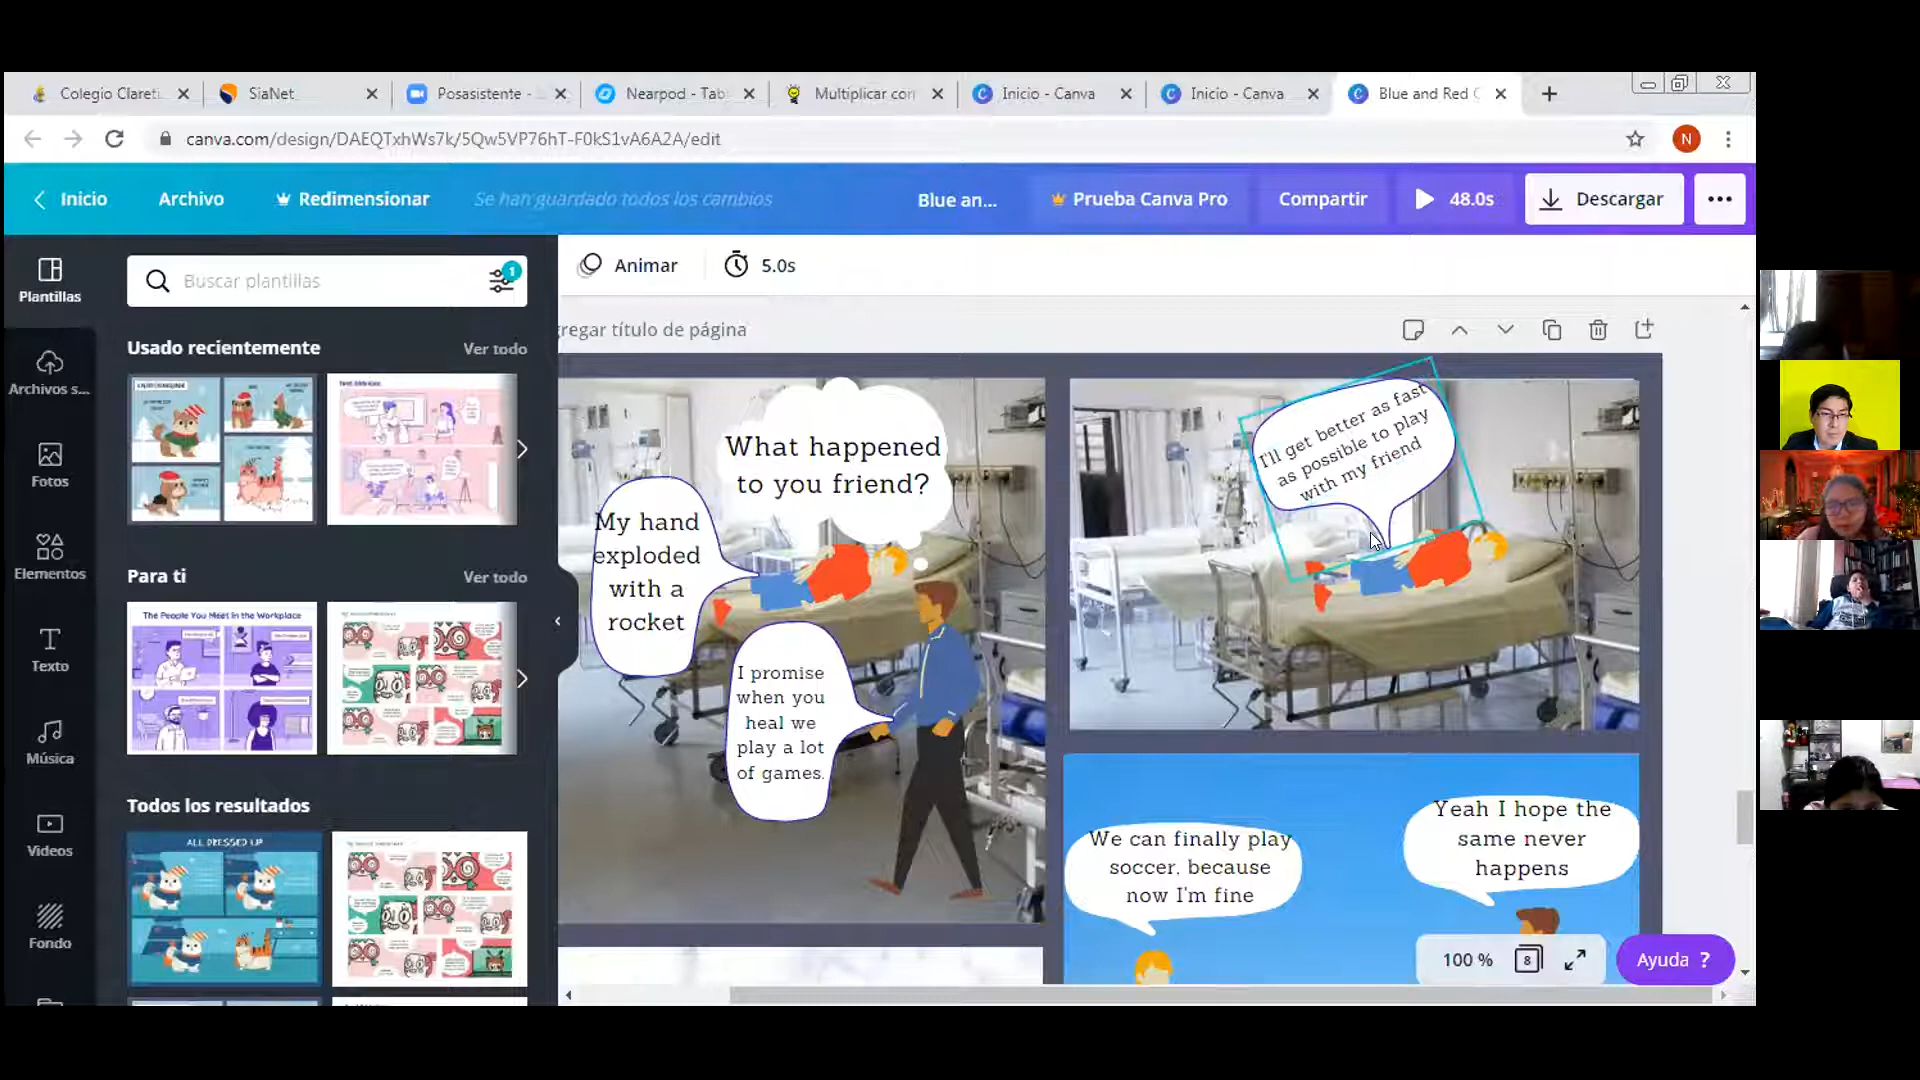 Colegio Clareti
SiaNet
Posasistente -
Nearpod - Tab
Multiplicar con
Inicio - Canva
Inicio - Canva
Blue and Red C
canva.com/design/DAEQTxhWs7k/5Qw5VP76hT-F0kS1vA6A2A/edit
N
Inicio
Archivo
Redimensionar
Se han guardado todos los cambios
Blue an...
Prueba Canva Pro
Compartir
48.0s
Descargar
Plantillas
Archivos s...
Fotos
Elementos
Texto
Música
Videos
Fondo
Buscar plantillas
1
Usado recientemente
Ver todo
Para ti
Ver todo
The People You Meet in the Workplace
Todos los resultados
ALL DRESSED UP
Animar
5.0s
regar título de página
What happened
to you friend?
My hand
exploded
with a
rocket
I promise
when you
heal we
play a lot
of games.
I'll get better as fast
as possible to play
with my friend
We can finally play
soccer, because
now I'm fine
Yeah I hope the
same never
happens
100 %
8
Ayuda ?